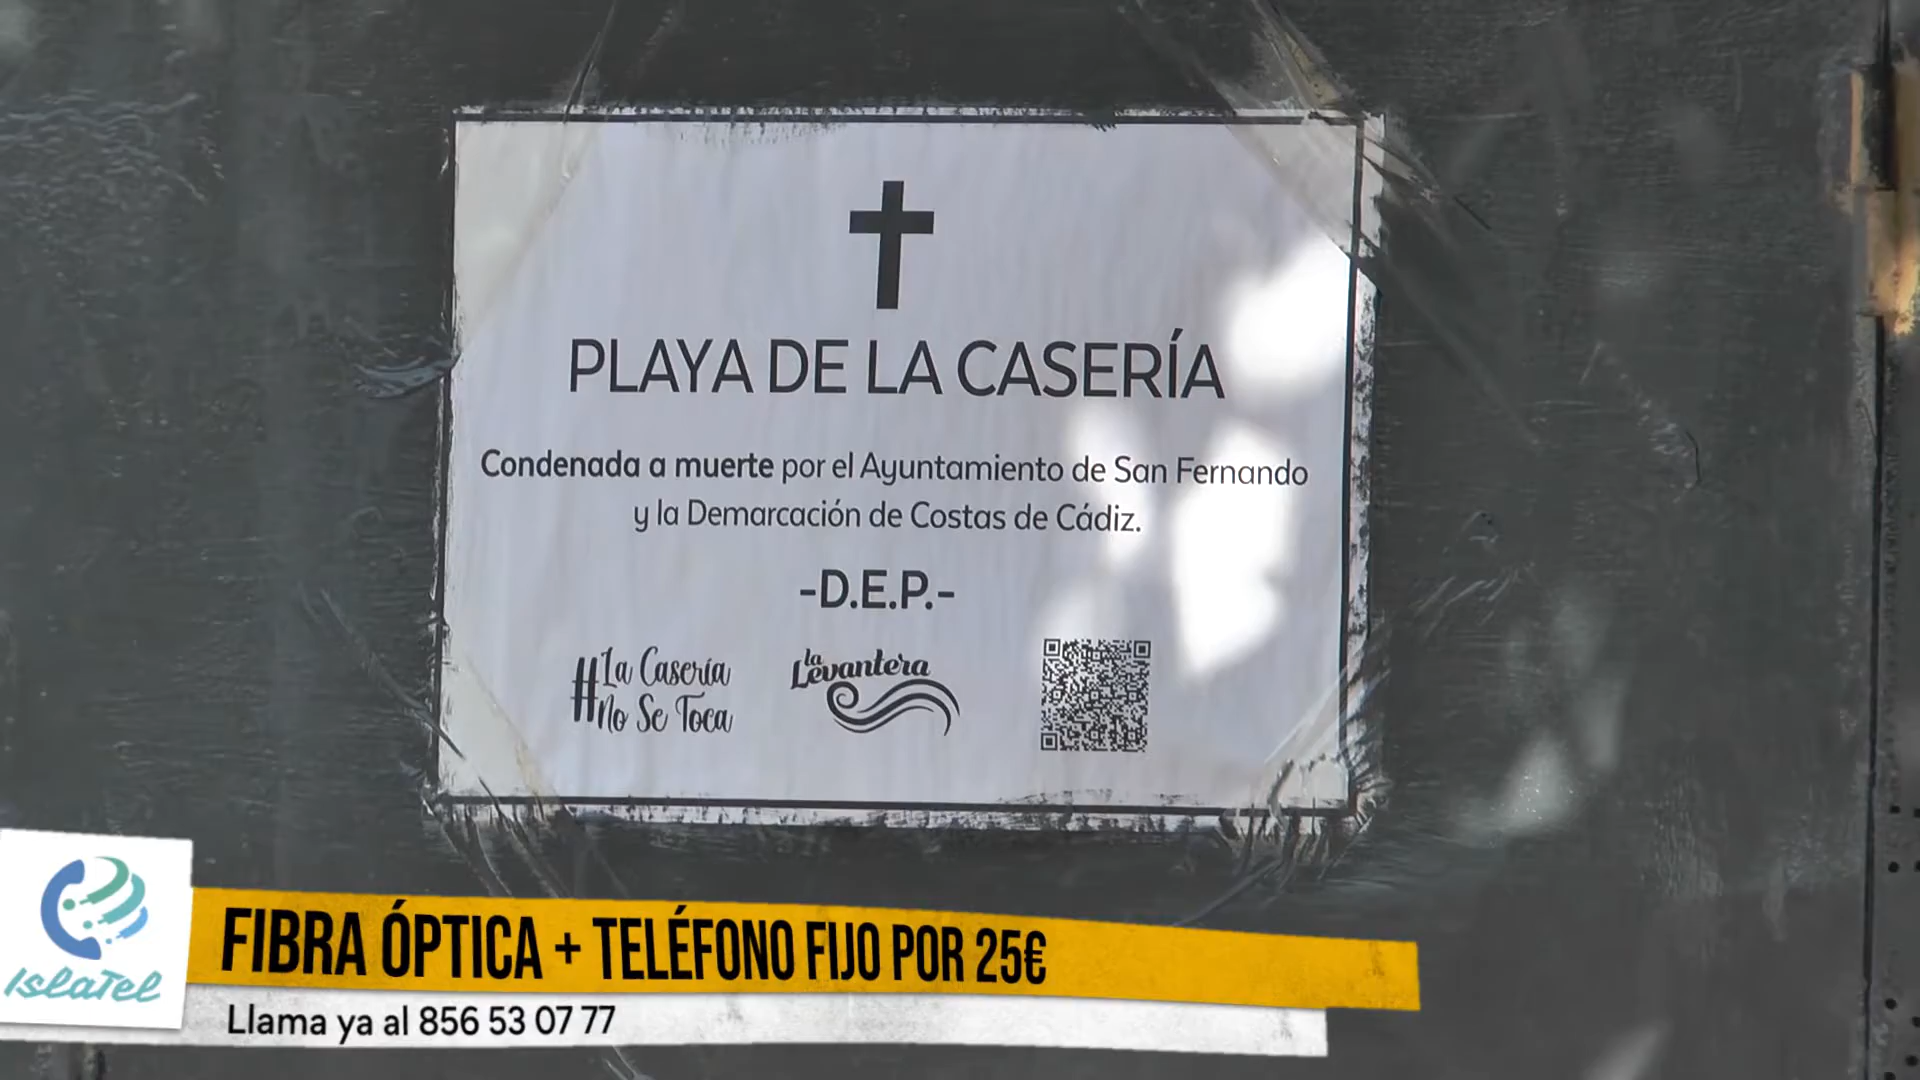 PLAYA DE LA CASERÍA
Condenada a muerte por el Ayuntamiento de San Fernando
y la Demarcación de Costas de Cádiz.
-D.E.P.-
#La Casería
No Se Toca
la
Levantera
IslaTel
FIBRA ÓPTICA + TELÉFONO FIJO POR 25€
Llama ya al 856 53 07 77